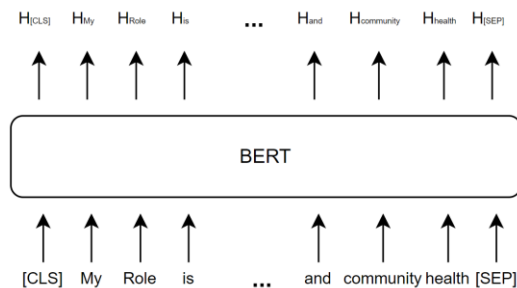 H[CLS] HMy HRole His ... Hand Hcommunity Hhealth H[SEP]
BERT
[CLS] My Role is ... and community health [SEP]